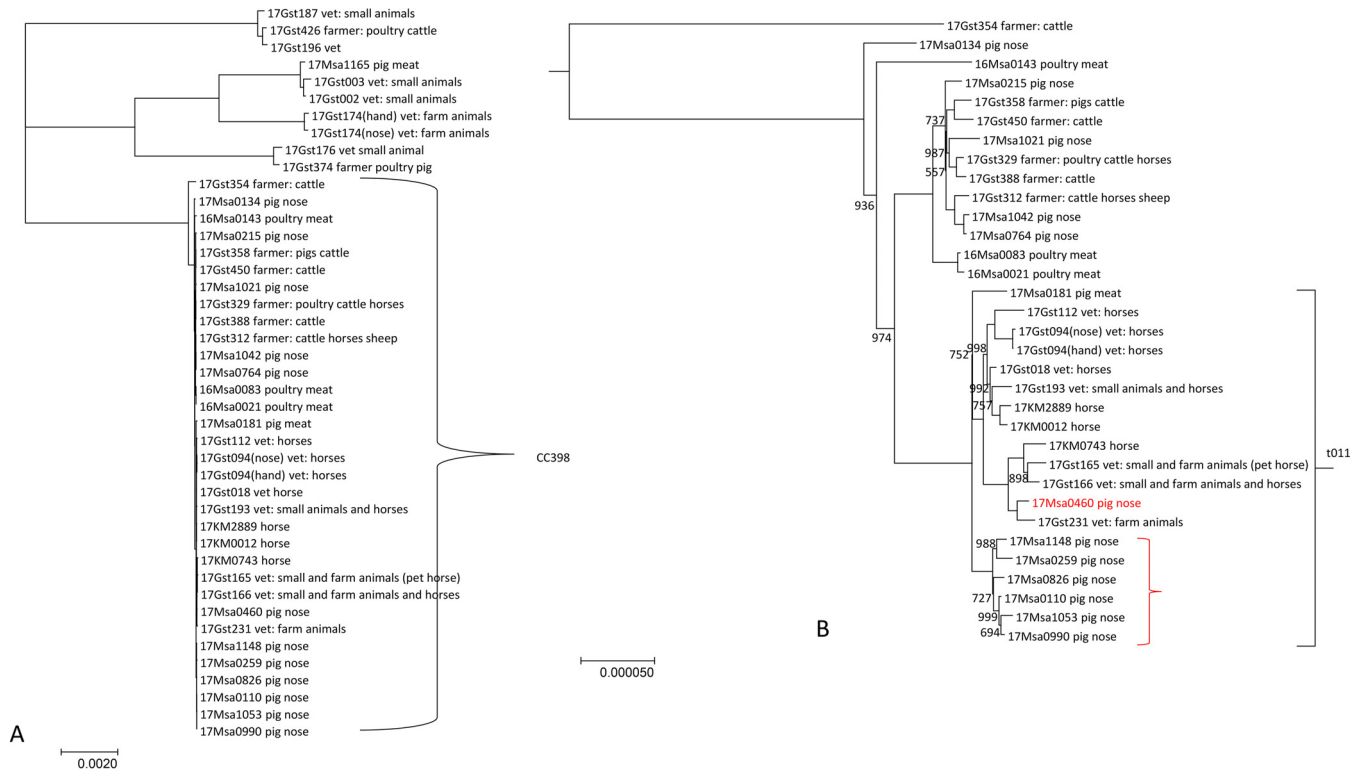 17Gst187 vet: small animals
17Gst426 farmer: poultry cattle
17Gst196 vet
17Msa1165 pig meat
17Gst003 vet: small animals
17Gst002 vet: small animals
17Gst174(hand) vet: farm animals
17Gst174(nose) vet: farm animals
17Gst176 vet small animal
17Gst374 farmer poultry pig
17Gst354 farmer: cattle
17Msa0134 pig nose
16Msa0143 poultry meat
17Msa0215 pig nose
17Gst358 farmer: pigs cattle
17Gst450 farmer: cattle
17Msa1021 pig nose
17Gst329 farmer: poultry cattle horses
17Gst388 farmer: cattle
17Gst312 farmer: cattle horses sheep
17Msa1042 pig nose
17Msa0764 pig nose
16Msa0083 poultry meat
16Msa0021 poultry meat
17Msa0181 pig meat
17Gst112 vet: horses
17Gst094(nose) vet: horses
17Gst094(hand) vet: horses
17Gst018 vet horse
17Gst193 vet: small animals and horses
17KM2889 horse
17KM0012 horse
17KM0743 horse
17Gst165 vet: small and farm animals (pet horse)
17Gst166 vet: small and farm animals and horses
17Msa0460 pig nose
17Gst231 vet: farm animals
17Msa1148 pig nose
17Msa0259 pig nose
17Msa0826 pig nose
17Msa0110 pig nose
17Msa1053 pig nose
17Msa0990 pig nose
CC398
A
0.0020
17Gst354 farmer: cattle
17Msa0134 pig nose
16Msa0143 poultry meat
17Msa0215 pig nose
17Gst358 farmer: pigs cattle
737
17Gst450 farmer: cattle
17Msa1021 pig nose
987
17Gst329 farmer: poultry cattle horses
557
17Gst388 farmer: cattle
17Gst312 farmer: cattle horses sheep
936
17Msa1042 pig nose
17Msa0764 pig nose
16Msa0083 poultry meat
16Msa0021 poultry meat
17Msa0181 pig meat
17Gst112 vet: horses
974
17Gst094(nose) vet: horses
998
752
17Gst094(hand) vet: horses
17Gst018 vet: horses
992
17Gst193 vet: small animals and horses
757
17KM2889 horse
17KM0012 horse
17KM0743 horse
t011
17Gst165 vet: small and farm animals (pet horse)
898
17Gst166 vet: small and farm animals and horses
17Msa0460 pig nose
17Gst231 vet: farm animals
17Msa1148 pig nose
988
17Msa0259 pig nose
17Msa0826 pig nose
727
17Msa0110 pig nose
999
17Msa1053 pig nose
694
17Msa0990 pig nose
B
0.000050